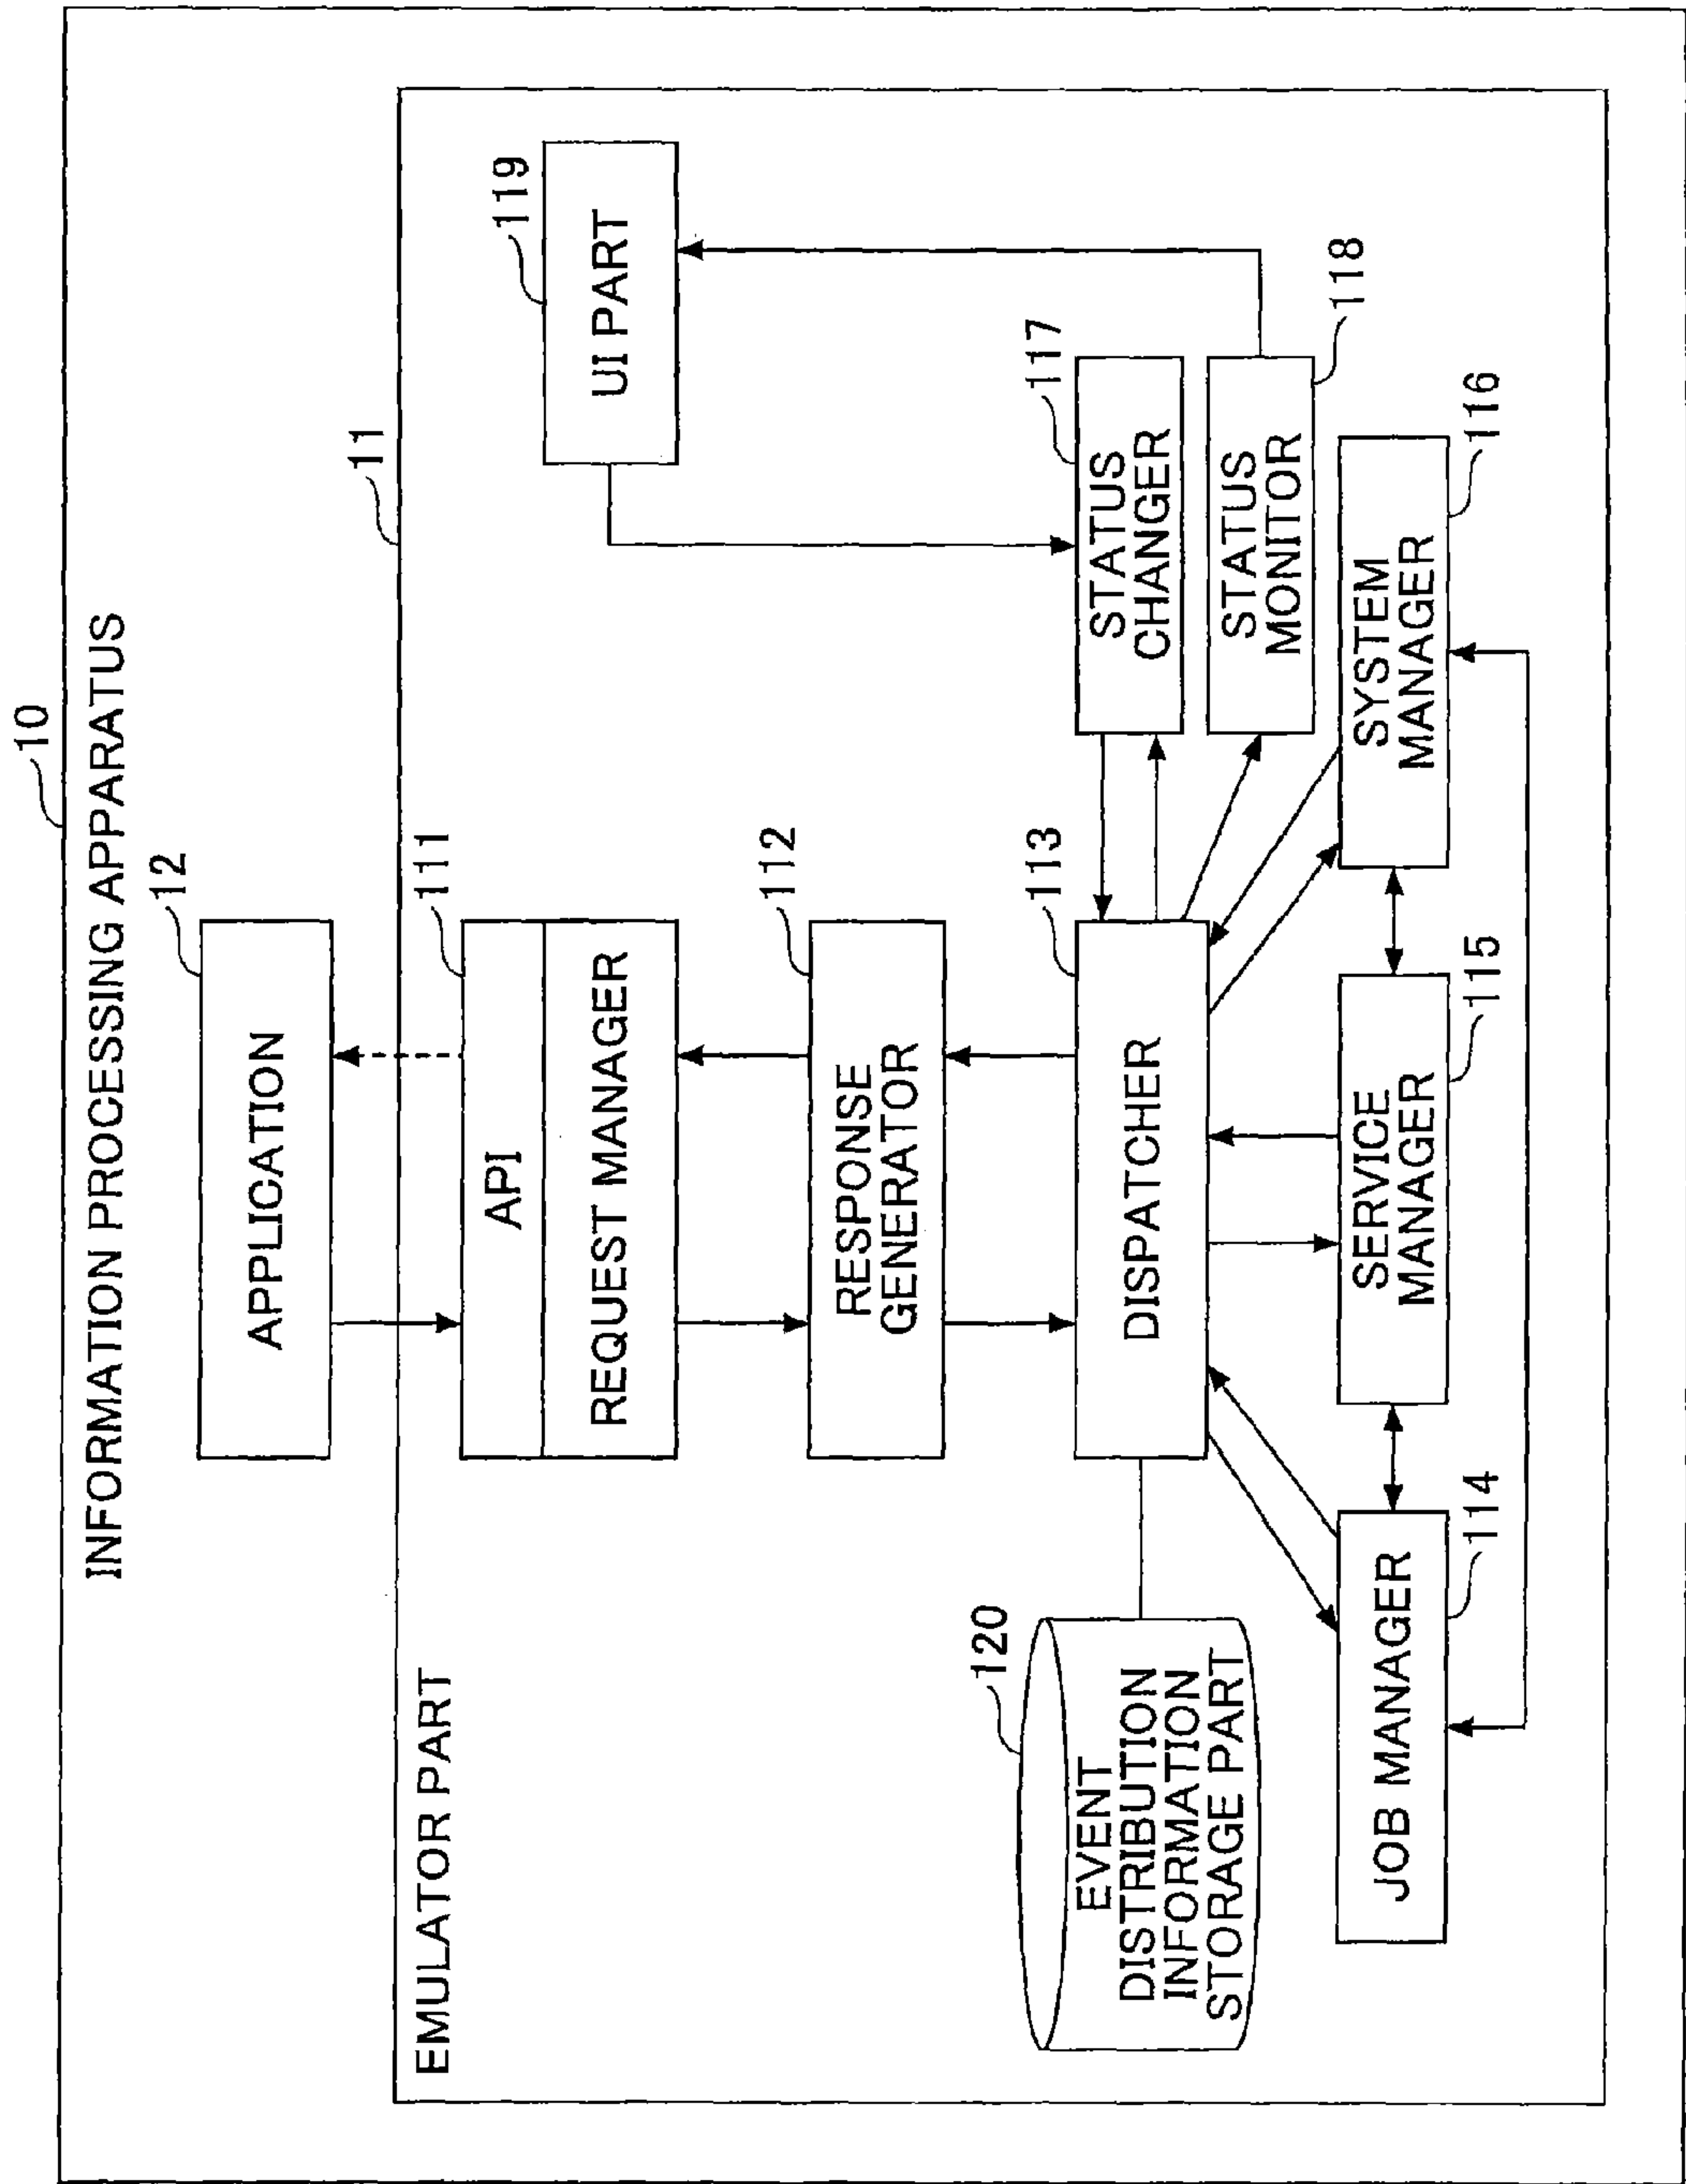 10
INFORMATION PROCESSING APPARATUS
12
APPLICATION
11
EMULATOR PART
111
API
REQUEST MANAGER
119
UI PART
112
RESPONSE
GENERATOR
120
EVENT
DISTRIBUTION
INFORMATION
STORAGE PART
113
DISPATCHER
117
STATUS
CHANGER
STATUS
MONITOR
118
JOB MANAGER
114
SERVICE
MANAGER
115
SYSTEM
MANAGER
116